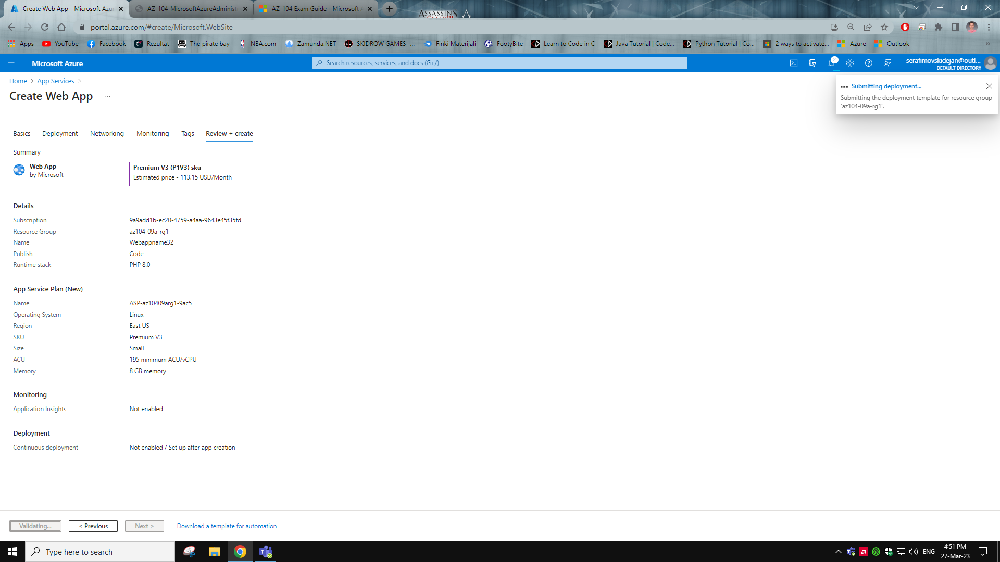 Create Web App - Microsoft Azu
AZ-104-MicrosoftAzureAdminist
AZ-104 Exam Guide - Microsoft A
ASSASSINS
CREED III
portal.azure.com/#create/Microsoft.WebSite
Apps
YouTube
Facebook
Rezultat
The pirate bay
NBA.com
Zamunda.NET
SKIDROW GAMES -...
Finki Materijali
FootyBite
Learn to Code in C
Java Tutorial | Code...
Python Tutorial | Co...
2 ways to activate...
Azure
Outlook
»
Microsoft Azure
Search resources, services, and docs (G+/)
2
serafimovskidejan@outl...
DEFAULT DIRECTORY
Home > App Services >
Create Web App ...
Submitting deployment...
Submitting the deployment template for resource group
'az104-09a-rg1'.
Basics
Deployment
Networking
Monitoring
Tags
Review + create
Summary
Web App
by Microsoft
Premium V3 (P1V3) sku
Estimated price - 113.15 USD/Month
Details
Subscription 9a9add1b-ec20-4759-a4aa-9643e45f35fd
Resource Group az104-09a-rg1
Name Webappname32
Publish Code
Runtime stack PHP 8.0
App Service Plan (New)
Name ASP-az10409arg1-9ac5
Operating System Linux
Region East US
SKU Premium V3
Size Small
ACU 195 minimum ACU/vCPU
Memory 8 GB memory
Monitoring
Application Insights Not enabled
Deployment
Continuous deployment Not enabled / Set up after app creation
Validating...
< Previous
Next >
Download a template for automation
Type here to search
ENG
4:51 PM
27-Mar-23